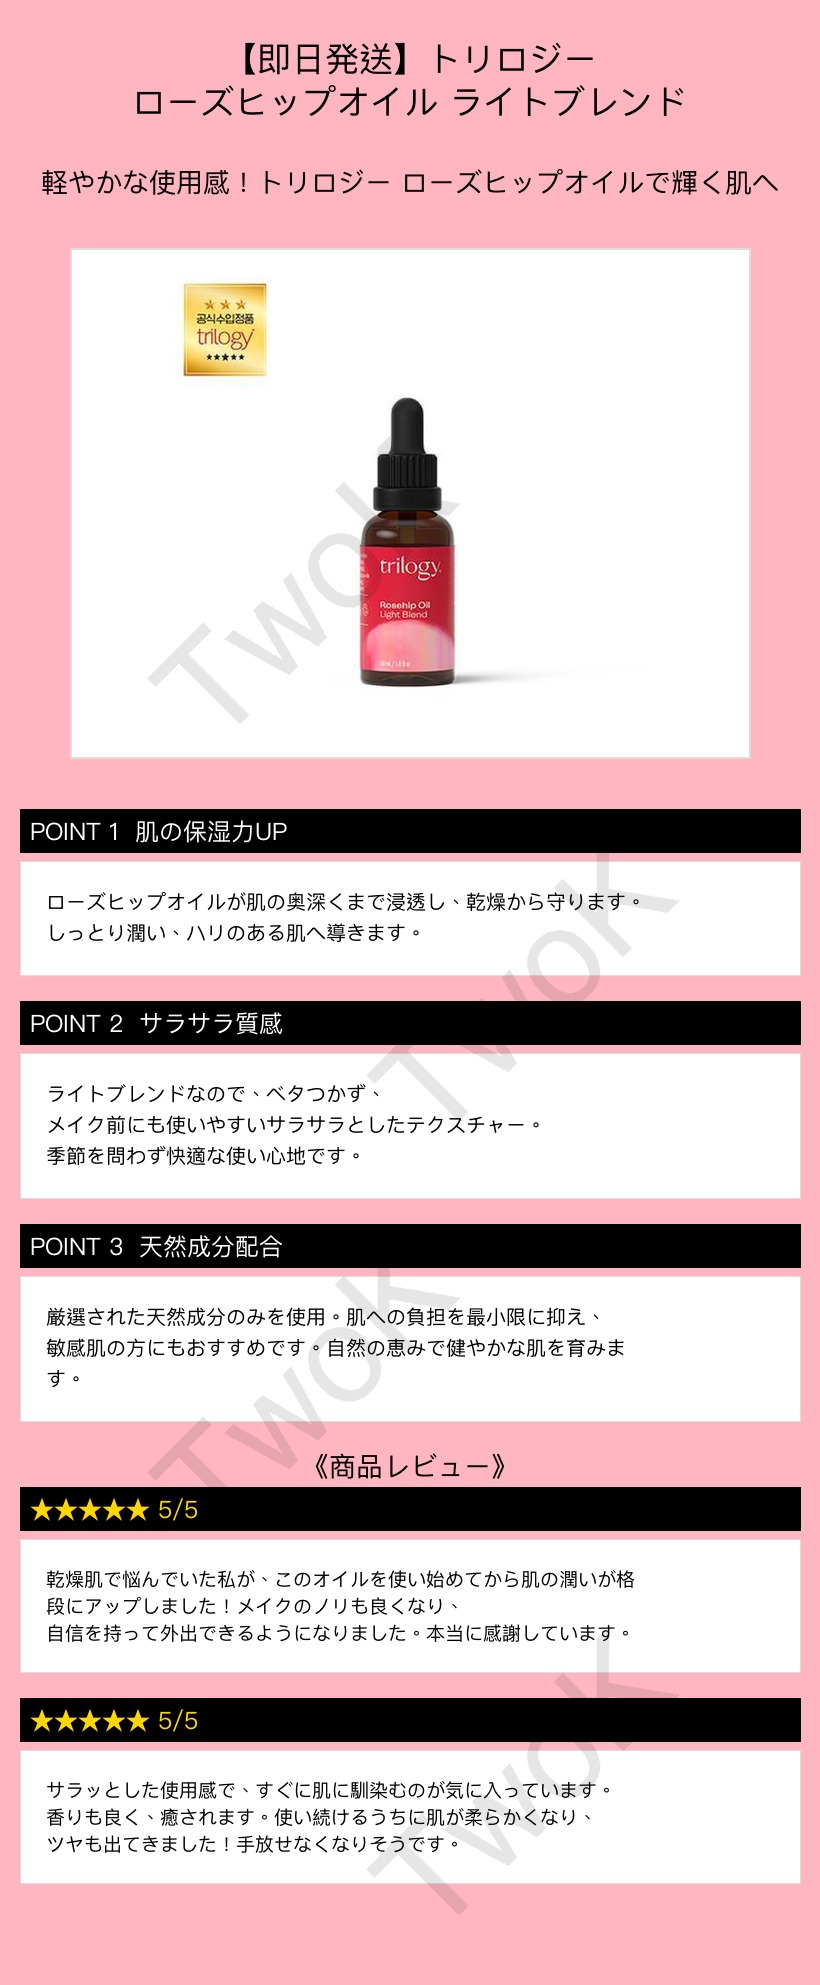 【即日発送】トリロジー
ローズヒップオイル ライトブレンド
軽やかな使用感！トリロジー ローズヒップオイルで輝く肌へ
공식수입정품
trilogy
TwoK
trilogy.
Rosehip Oil
Light Blend
POINT 1 肌の保湿力UP
ローズヒップオイルが肌の奥深くまで浸透し、乾燥から守ります。
しっとり潤い、ハリのある肌へ導きます。
TwoK
POINT 2 サラサラ質感
ライトブレンドなので、ベタつかず、
メイク前にも使いやすいサラサラとしたテクスチャー。
季節を問わず快適な使い心地です。
POINT 3 天然成分配合
厳選された天然成分のみを使用。肌への負担を最小限に抑え、
敏感肌の方にもおすすめです。自然の恵みで健やかな肌を育みま
す。
TwoK
《商品レビュー》
★★★★★ 5/5
乾燥肌で悩んでいた私が、このオイルを使い始めてから肌の潤いが格
段にアップしました！メイクのノリも良くなり、
自信を持って外出できるようになりました。本当に感謝しています。
★★★★★ 5/5
TwoK
サラッとした使用感で、すぐに肌に馴染むのが気に入っています。
香りも良く、癒されます。使い続けるうちに肌が柔らかくなり、
ツヤも出てきました！手放せなくなりそうです。